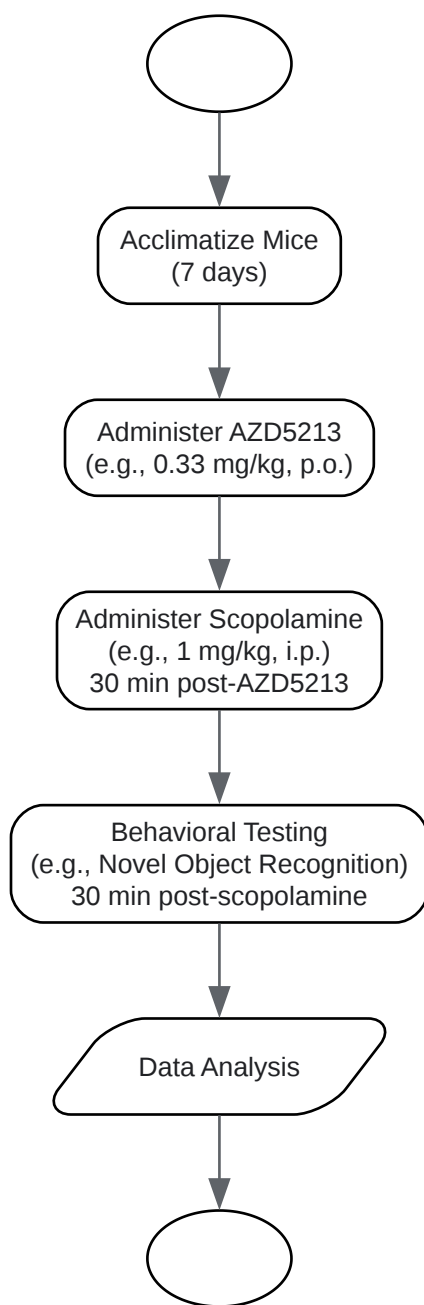 Acclimatize Mice
(7 days)
Administer AZD5213
(e.g., 0.33 mg/kg, p.o.)
Administer Scopolamine
(e.g., 1 mg/kg, i.p.)
30 min post-AZD5213
Behavioral Testing
(e.g., Novel Object Recognition)
30 min post-scopolamine
Data Analysis